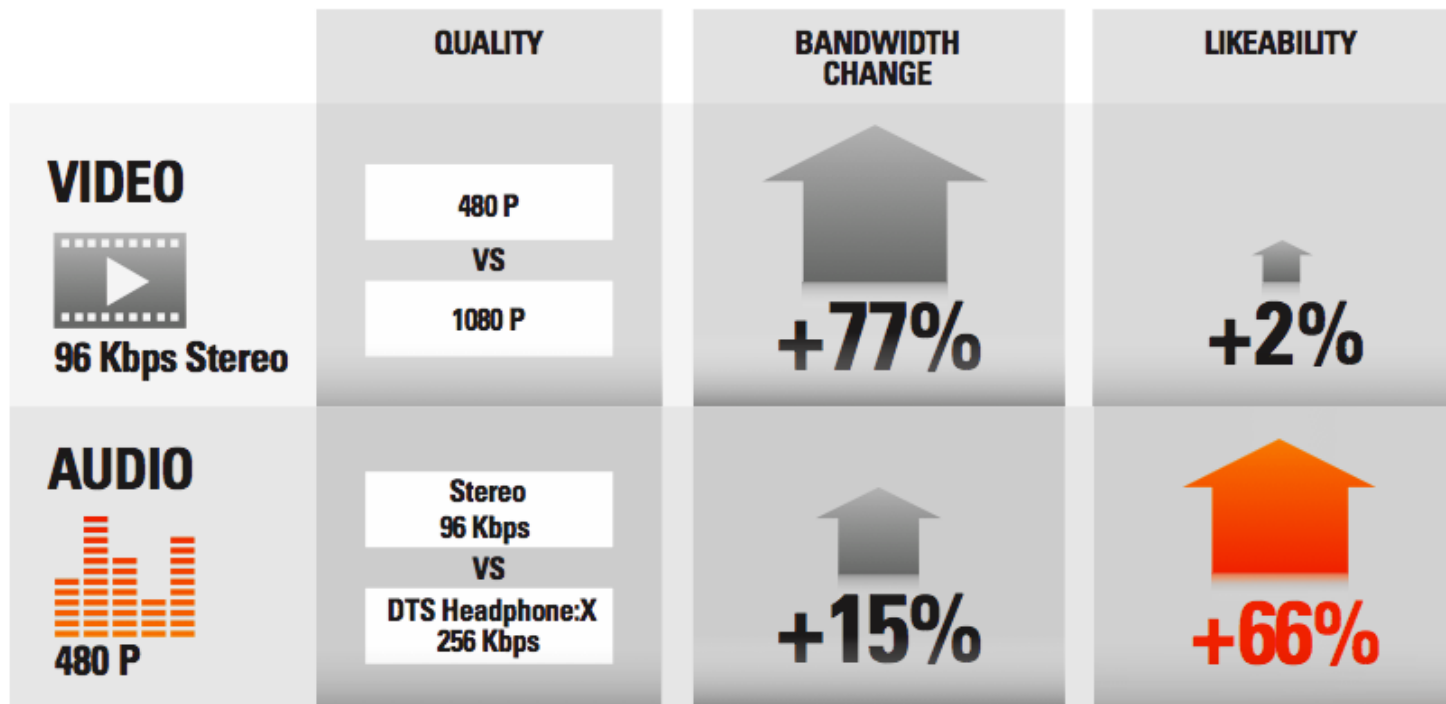 QUALITY
BANDWIDTH
CHANGE
LIKEABILITY
VIDEO
96 Kbps Stereo
480 P
VS
1080 P
+77%
+2%
AUDIO
480 P
Stereo
96 Kbps
VS
DTS Headphone:X
256 Kbps
+15%
+66%